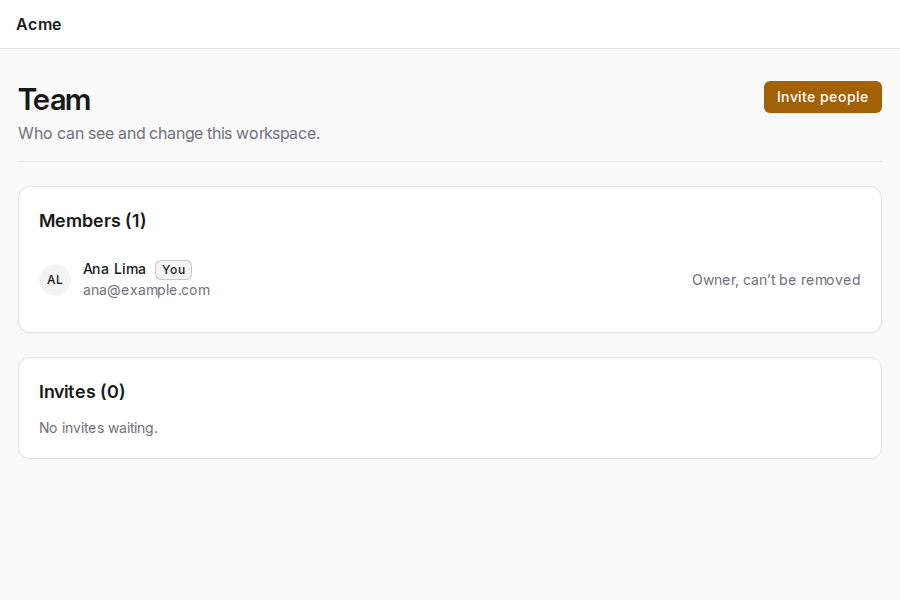 Acme
Team
Invite people
Who can see and change this workspace.
Members (1)
AL
Ana Lima You
ana@example.com
Owner, can’t be removed
Invites (0)
No invites waiting.